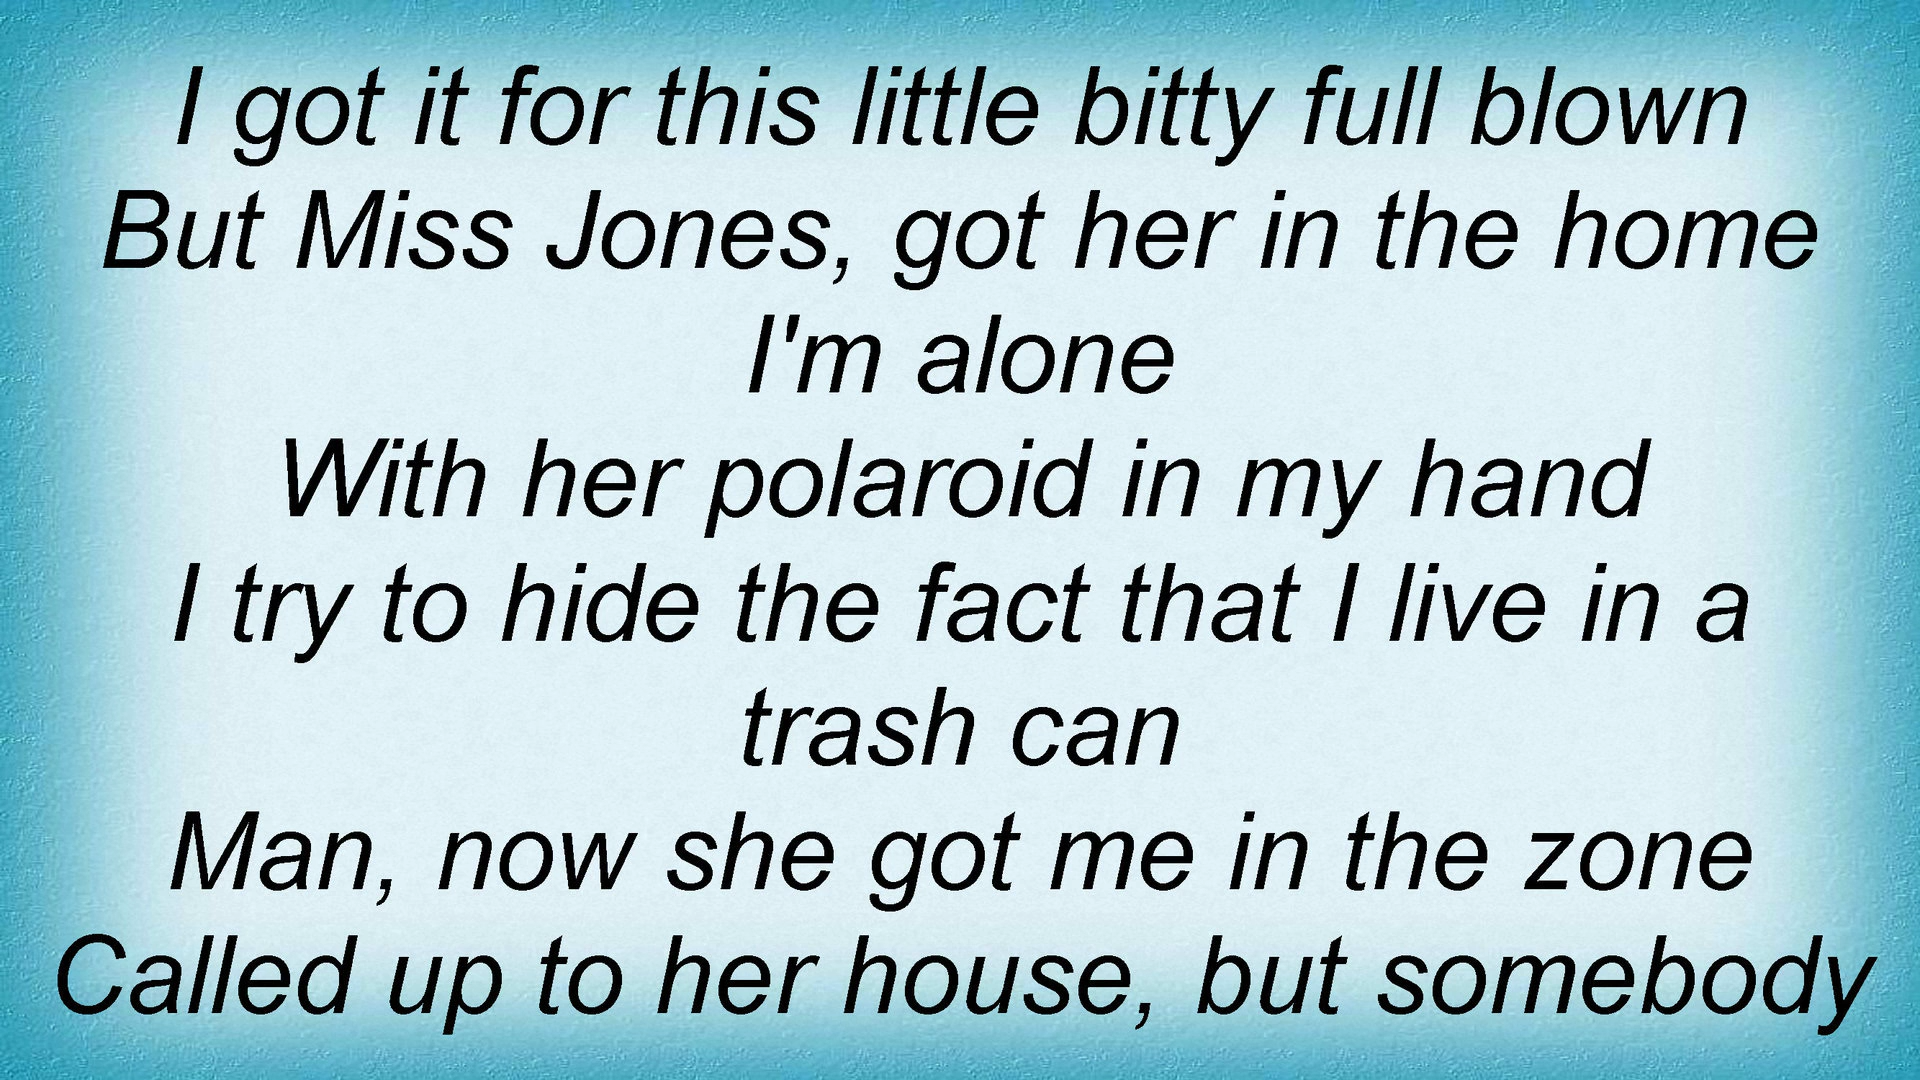 I got it for this little bitty full blown
But Miss Jones, got her in the home
I'm alone
With her polaroid in my hand
I try to hide the fact that I live in a
trash can
Man, now she got me in the zone
Called up to her house, but somebody